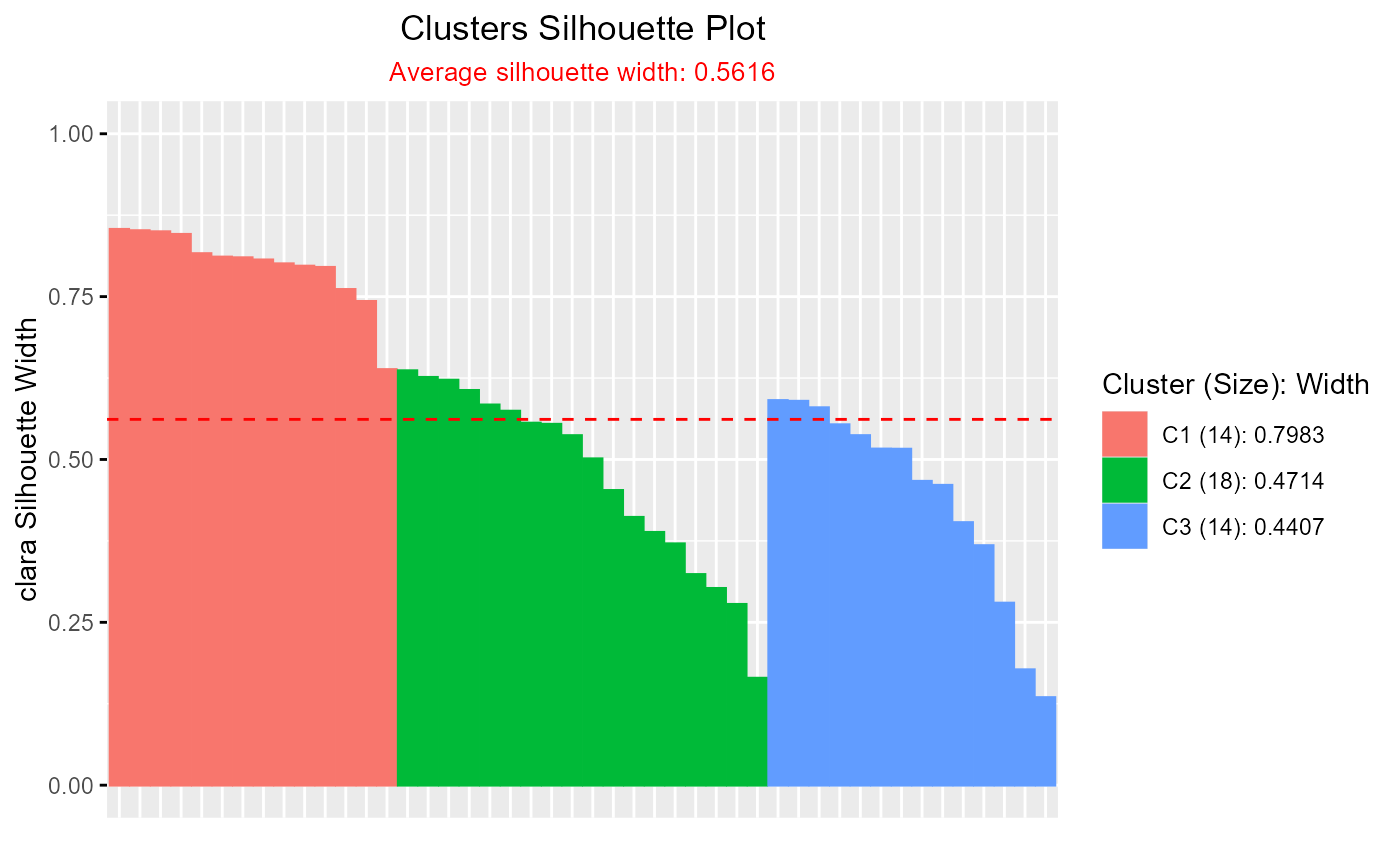 Clusters Silhouette Plot
Average silhouette width: 0.5616
1.00
0.75
0.50
0.25
0.00
clara Silhouette Width
Cluster (Size): Width
C1 (14): 0.7983
C2 (18): 0.4714
C3 (14): 0.4407